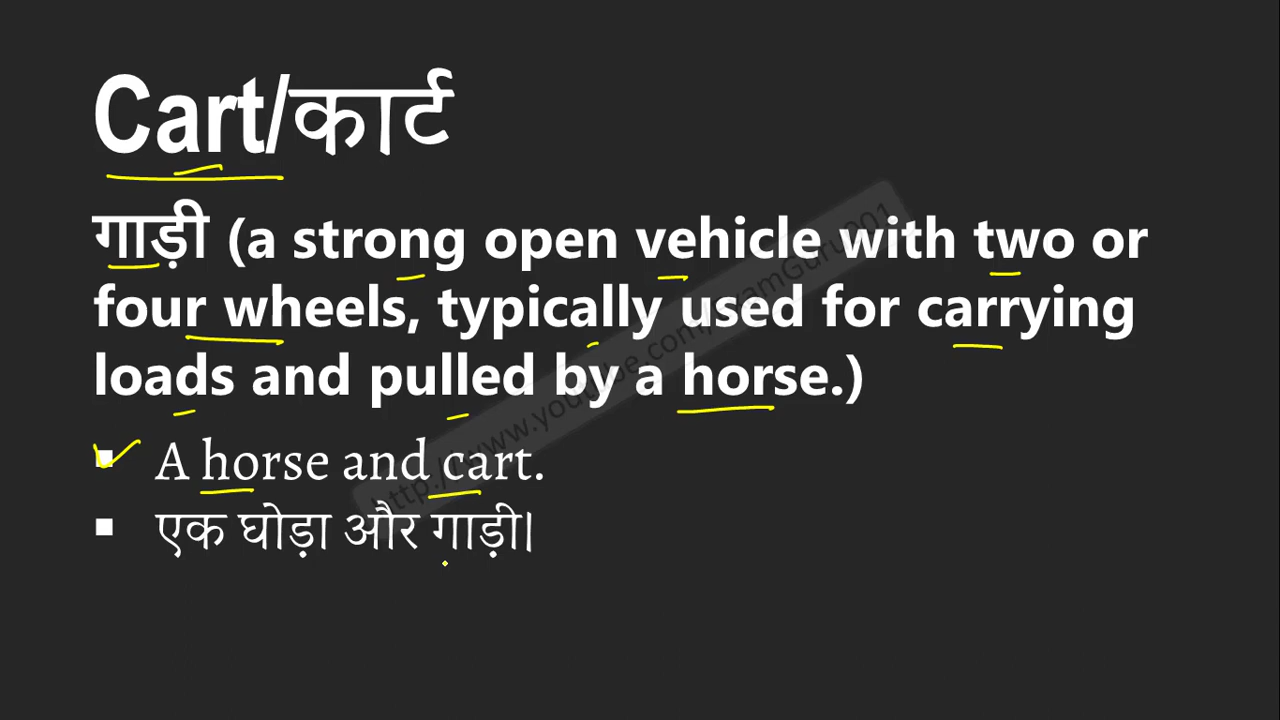 Cart/कार्ट
गाड़ी (a strong open vehicle with two or
four wheels, typically used for carrying
loads and pulled by a horse.)
A horse and cart.
एक घोड़ा और गाड़ी।